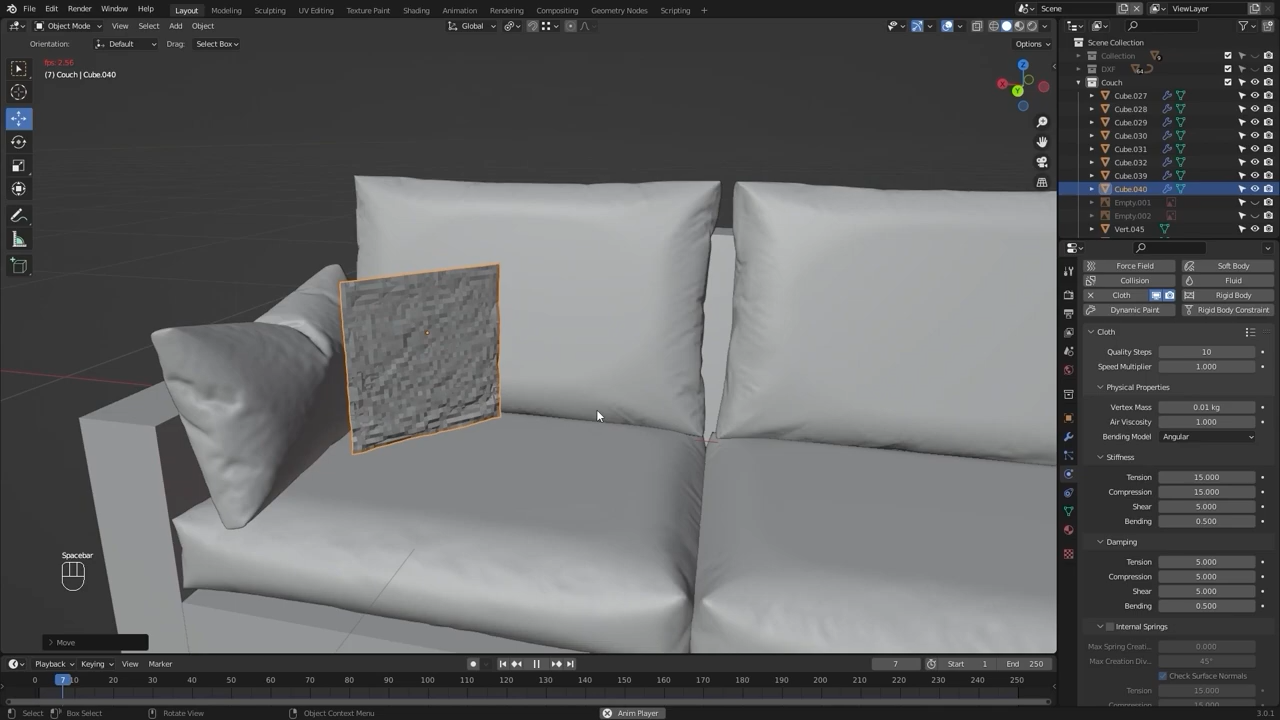 File Edit Render Window Help Layout Modeling Sculpting UV Editing Texture Paint Shading Animation Rendering Compositing Geometry Nodes Scripting + Scene ViewLayer
Object Mode View Select Add Object Global
Orientation: Default Drag: Select Box Options
fps: 2.56
(7) Couch | Cube.040
X
Y
Z
Scene Collection
Collection 9
DXF 64
Couch
Cube.027
Cube.028
Cube.029
Cube.030
Cube.031
Cube.032
Cube.039
Cube.040
Empty.001
Empty.002
Vert.045
Force Field Soft Body
Collision Fluid
Cloth Rigid Body
Dynamic Paint Rigid Body Constraint
Cloth
Quality Steps 10
Speed Multiplier 1.000
Physical Properties
Vertex Mass 0.01 kg
Air Viscosity 1.000
Bending Model Angular
Stiffness
Tension 15.000
Compression 15.000
Shear 5.000
Bending 0.500
Damping
Tension 5.000
Compression 5.000
Shear 5.000
Bending 0.500
Internal Springs
Max Spring Creati... 0.000
Max Creation Div... 45°
Check Surface Normals
Tension 15.000
Spacebar
Move
Playback Keying View Marker 7 Start 1 End 250
0 7 10 20 30 40 50 60 70 80 90 100 110 120 130 140 150 160 170 180 190 200 210 220 230 240 250
Select Box Select Rotate View Object Context Menu Anim Player 3.0.1